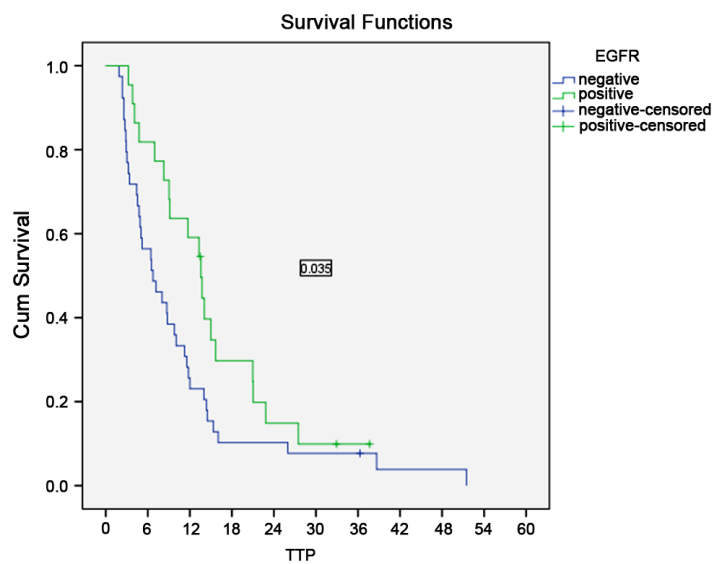 Survival Functions
EGFR
negative
positive
negative-censored
positive-censored
Cum Survival
1.0
0.8
0.6
0.4
0.2
0.0
0.035
0 6 12 18 24 30 36 42 48 54 60
TTP